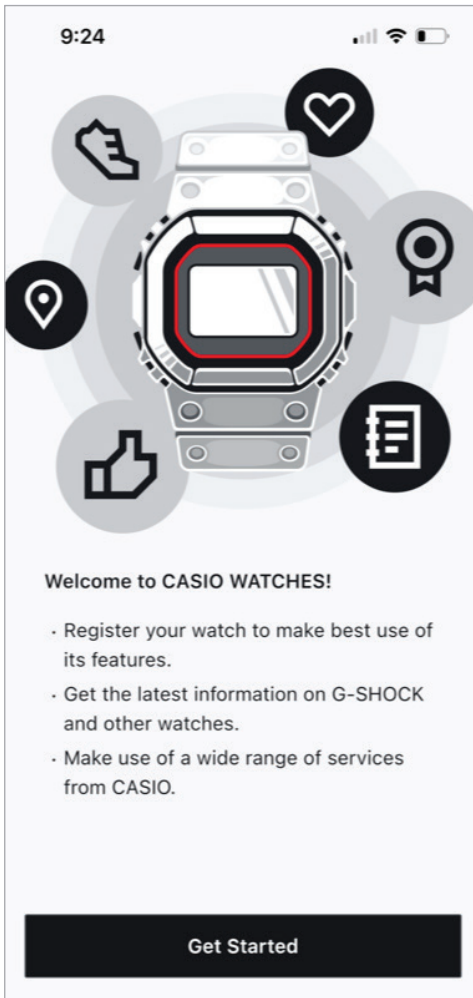 9:24
Welcome to CASIO WATCHES!
· Register your watch to make best use of
its features.
· Get the latest information on G-SHOCK
and other watches.
· Make use of a wide range of services
from CASIO.
Get Started